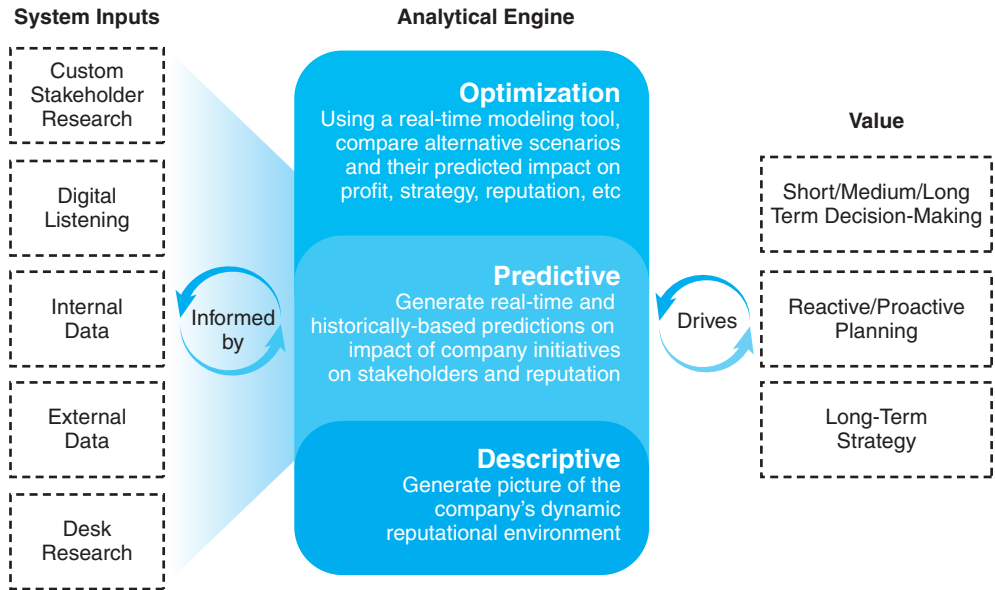 System Inputs
Custom
Stakeholder
Research
Digital
Listening
Internal
Data
External
Data
Desk
Research
Informed
by
Analytical Engine
Optimization
Using a real-time modeling tool,
compare alternative scenarios
and their predicted impact on
profit, strategy, reputation, etc
Predictive
Generate real-time and
historically-based predictions on
impact of company initiatives
on stakeholders and reputation
Descriptive
Generate picture of the
company’s dynamic
reputational environment
Drives
Value
Short/Medium/Long
Term Decision-Making
Reactive/Proactive
Planning
Long-Term
Strategy